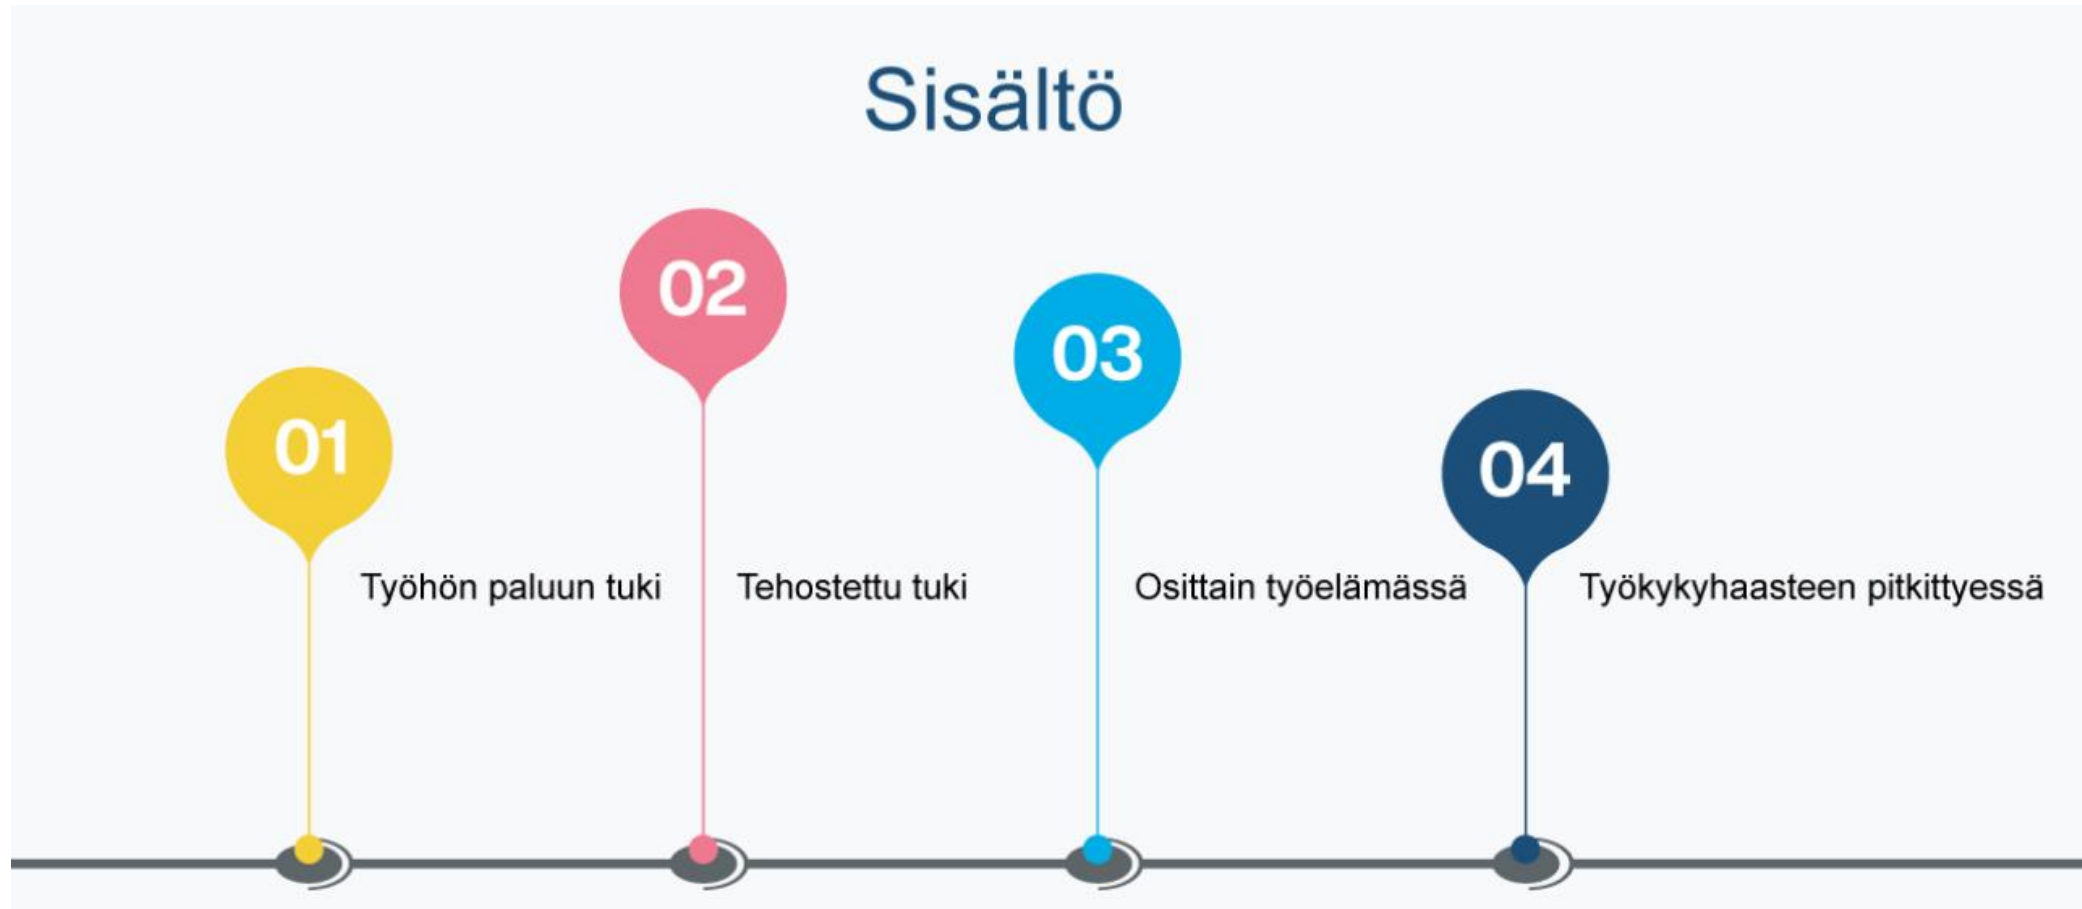 Sisältö
01
Työhön paluun tuki
02
Tehostettu tuki
03
Osittain työelämässä
04
Työkykyhaasteen pitkittyessä